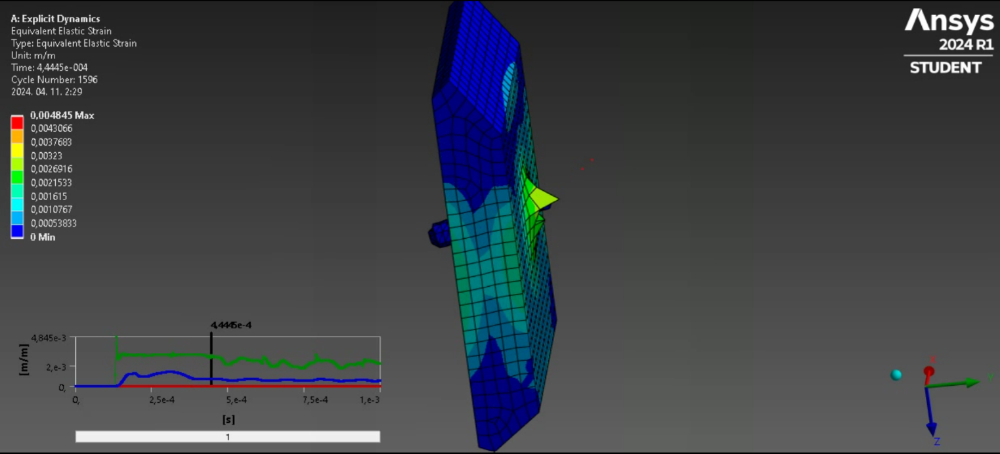 A: Explicit Dynamics
Equivalent Elastic Strain
Type: Equivalent Elastic Strain
Unit: m/m
Time: 4,4445e-004
Cycle Number: 1596
2024. 04. 11. 2:29
0,004845 Max
0,0043066
0,0037683
0,00323
0,0026916
0,0021533
0,001615
0,0010767
0,00053833
0 Min
Ansys
2024 R1
STUDENT
4,4445e-4
4,845e-3
2,e-3
0,
[m/m]
0,
2,5e-4
5,e-4
7,5e-4
1,e-3
[s]
1
X
Y
Z